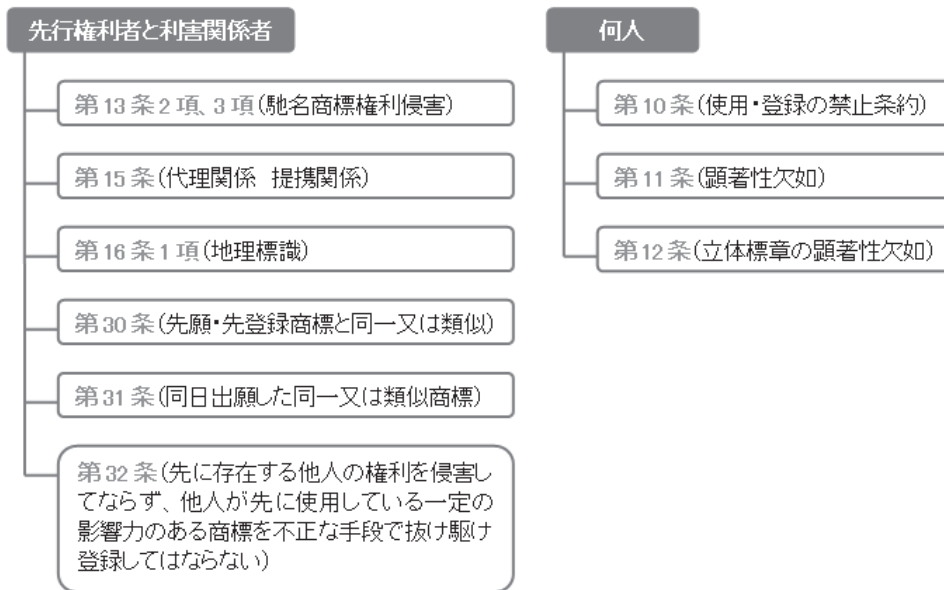 先行権利者と利害関係者
第13条2項、3項(馳名商標権利侵害)
第15条(代理関係 提携関係)
第16条1項(地理標識)
第30条(先願・先登録商標と同一又は類似)
第31条(同日出願した同一又は類似商標)
第32条(先に存在する他人の権利を侵害し
てならず、他人が先に使用している一定の
影響力のある商標を不正な手段で抜け駆け
登録してはならない)
何人
第10条(使用・登録の禁止条約)
第11条(顕著性欠如)
第12条(立体標章の顕著性欠如)